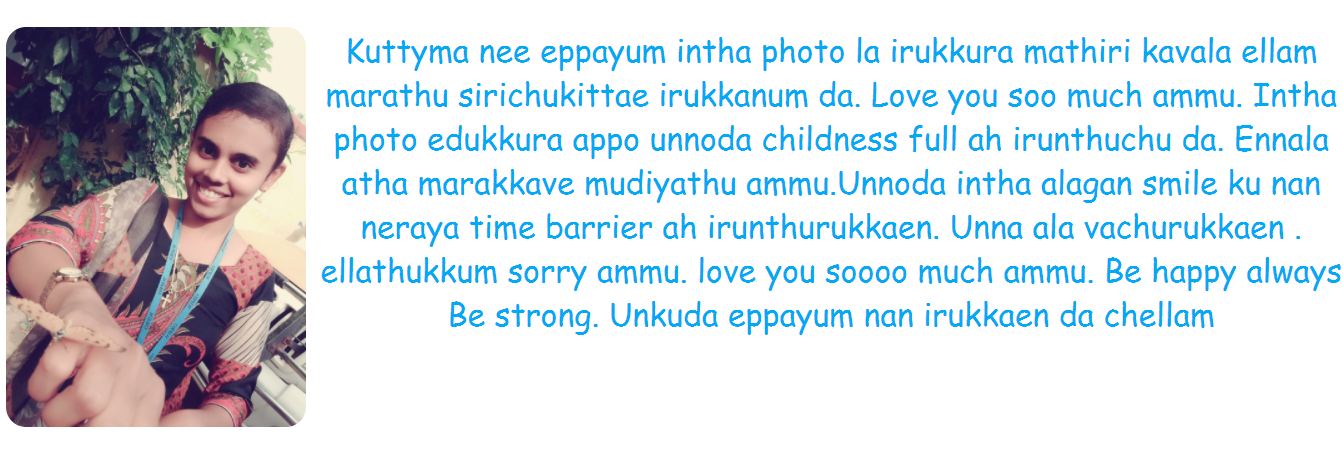 Kuttyma nee eppayum intha photo la irukkura mathiri kavala ellam
marathu sirichukittae irukkanum da. Love you soo much ammu. Intha
photo edukkura appo unnoda childness full ah irunthuchu da. Ennala
atha marakkave mudiyathu ammu.Unnoda intha alagan smile ku nan
neraya time barrier ah irunthurukkaen. Unna ala vachurukkaen .
ellathukkum sorry ammu. love you soooo much ammu. Be happy always
Be strong. Unkuda eppayum nan irukkaen da chellam